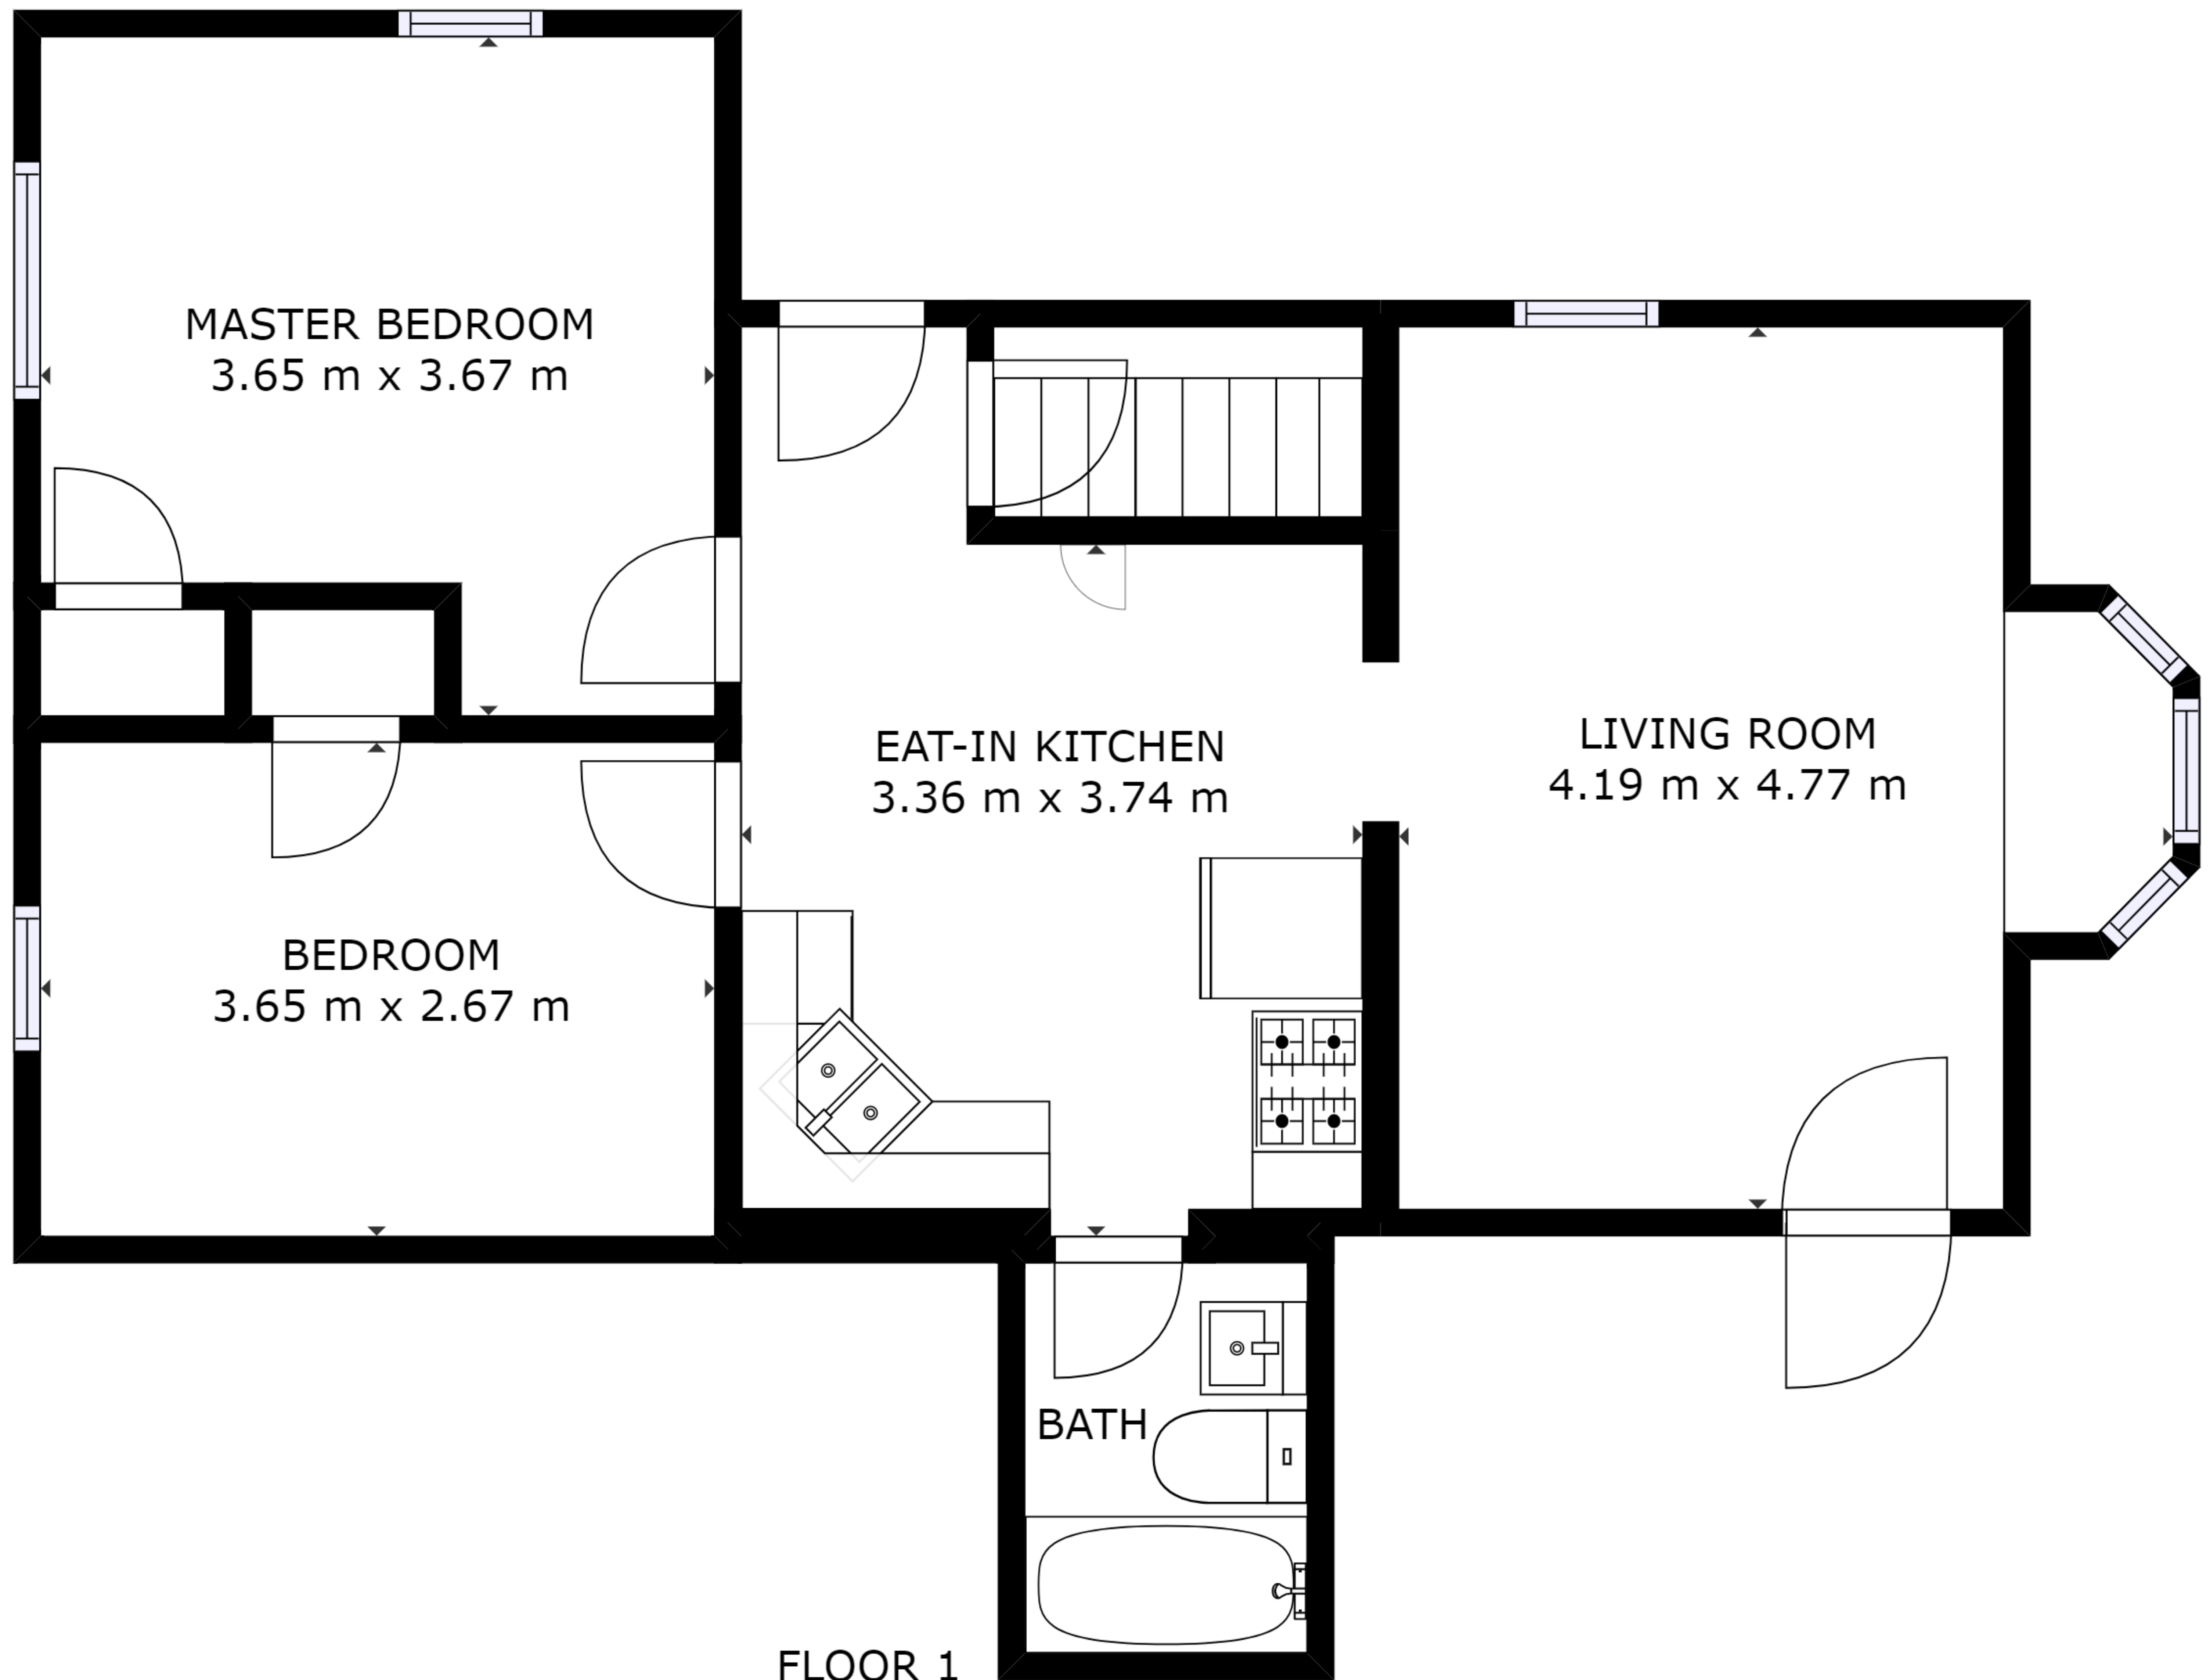 MASTER BEDROOM
3.65 m x 3.67 m
EAT-IN KITCHEN
3.36 m x 3.74 m
LIVING ROOM
4.19 m x 4.77 m
BEDROOM
3.65 m x 2.67 m
BATH
FLOOR 1